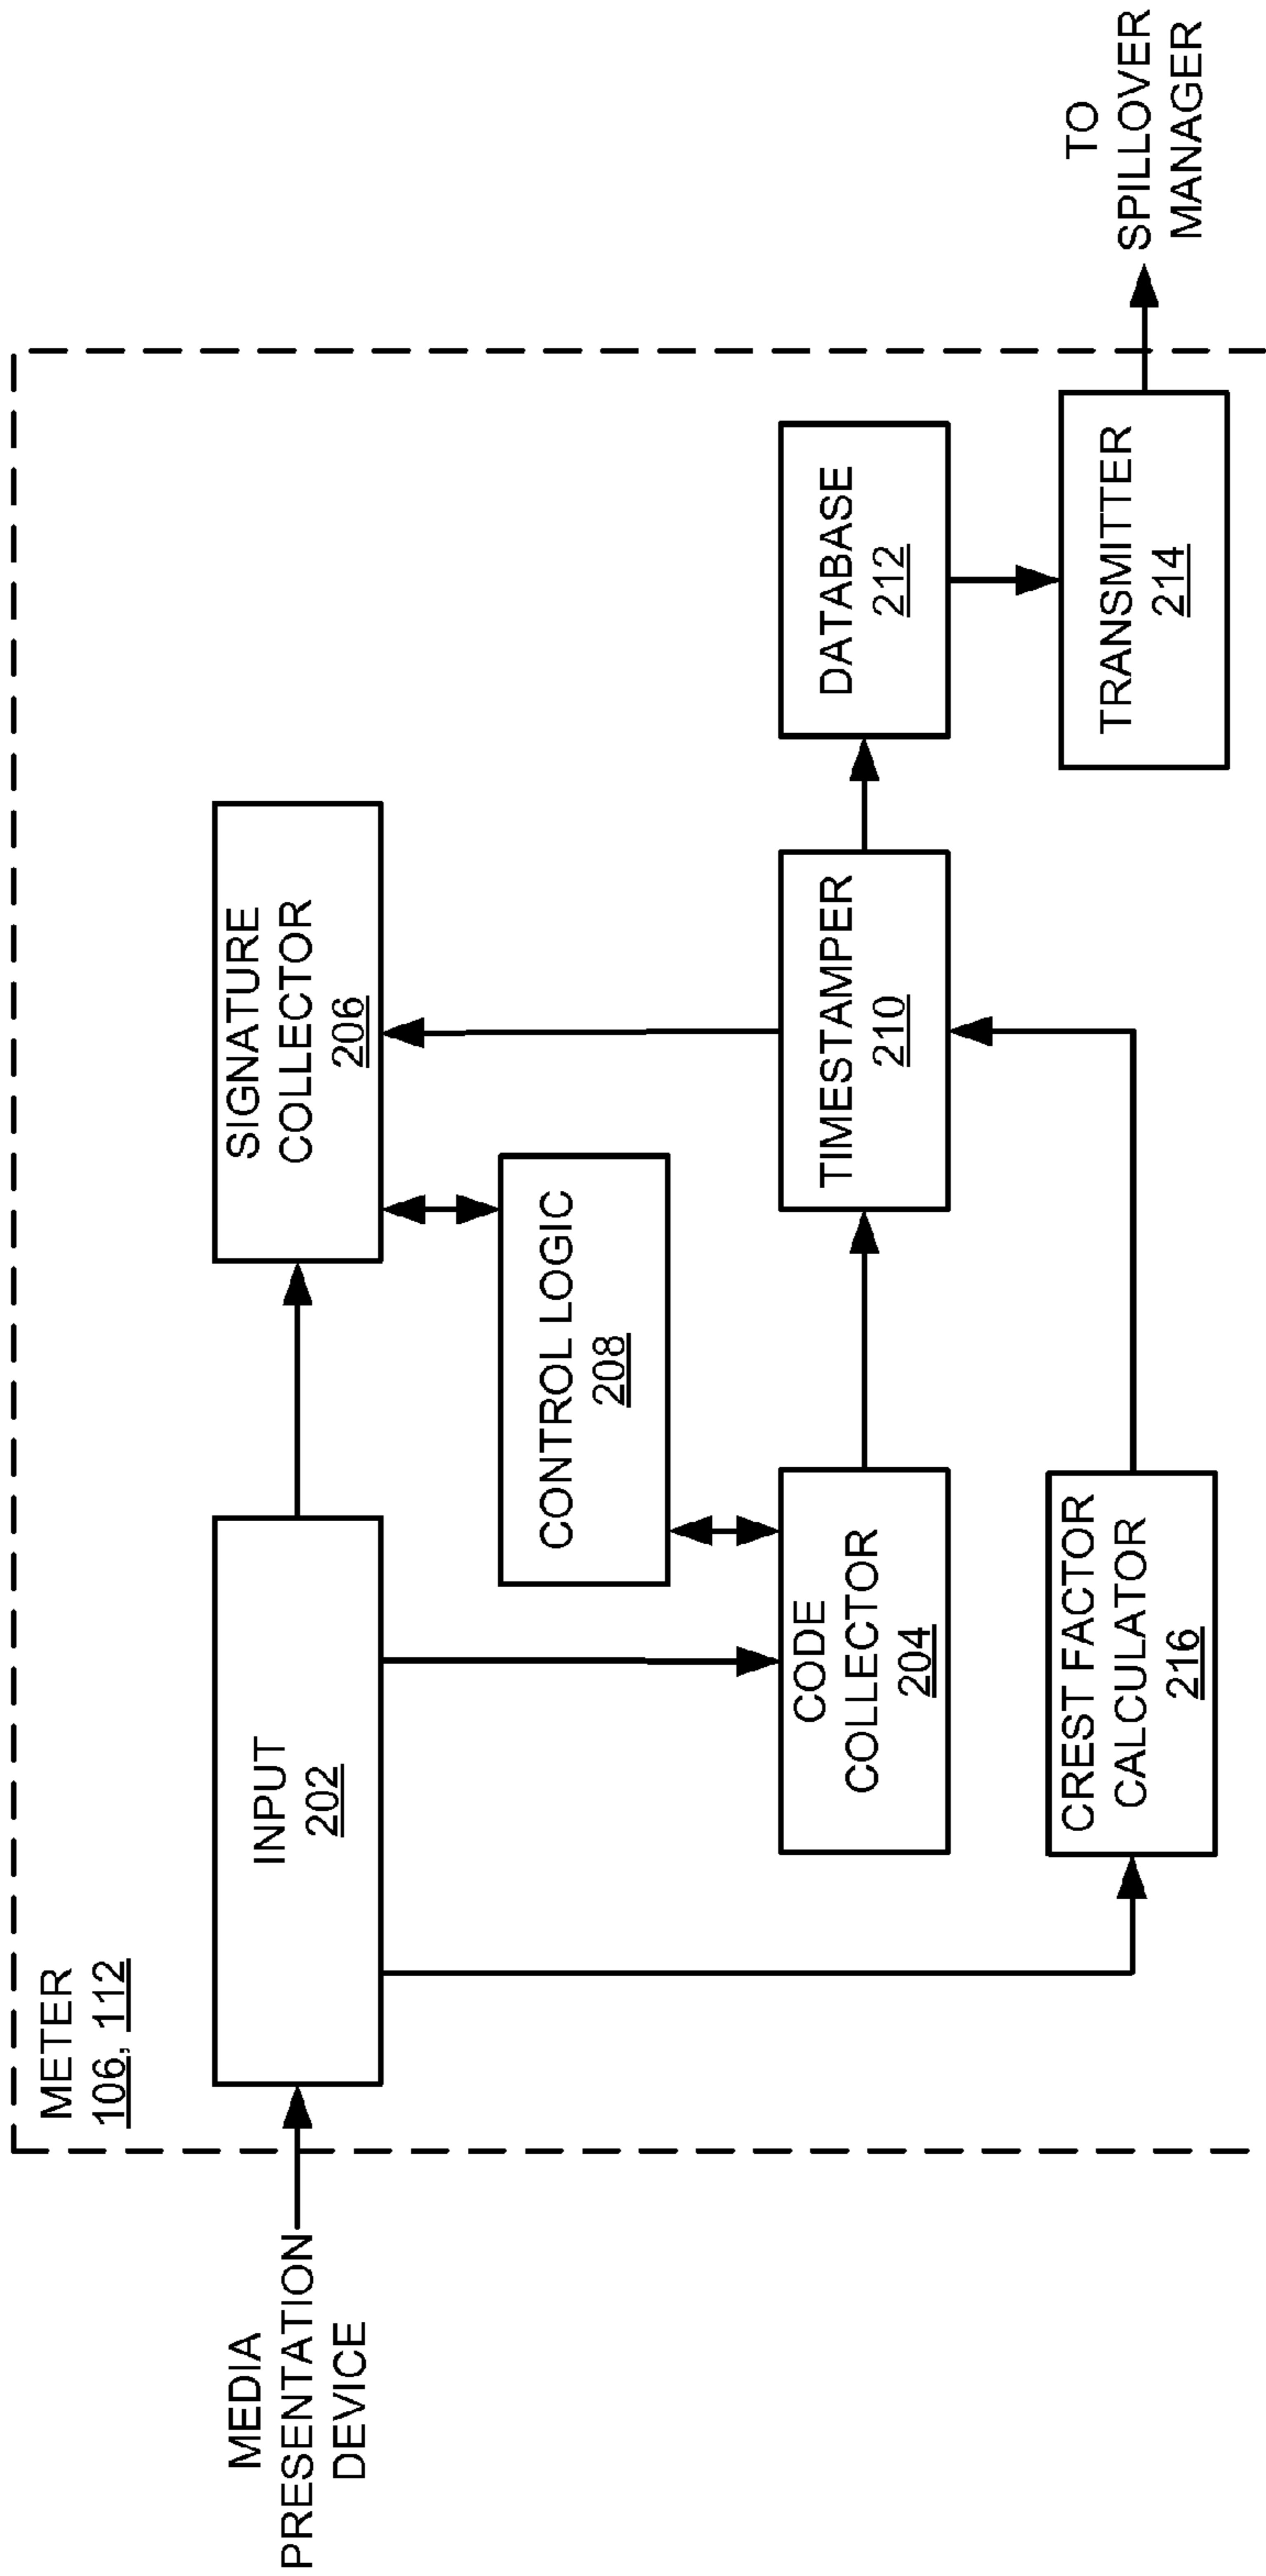 METER
106, 112
MEDIA
PRESENTATION
DEVICE
INPUT
202
SIGNATURE
COLLECTOR
206
CONTROL LOGIC
208
CODE
COLLECTOR
204
TIMESTAMPER
210
DATABASE
212
CREST FACTOR
CALCULATOR
216
TRANSMITTER
214
TO
SPILLOVER
MANAGER